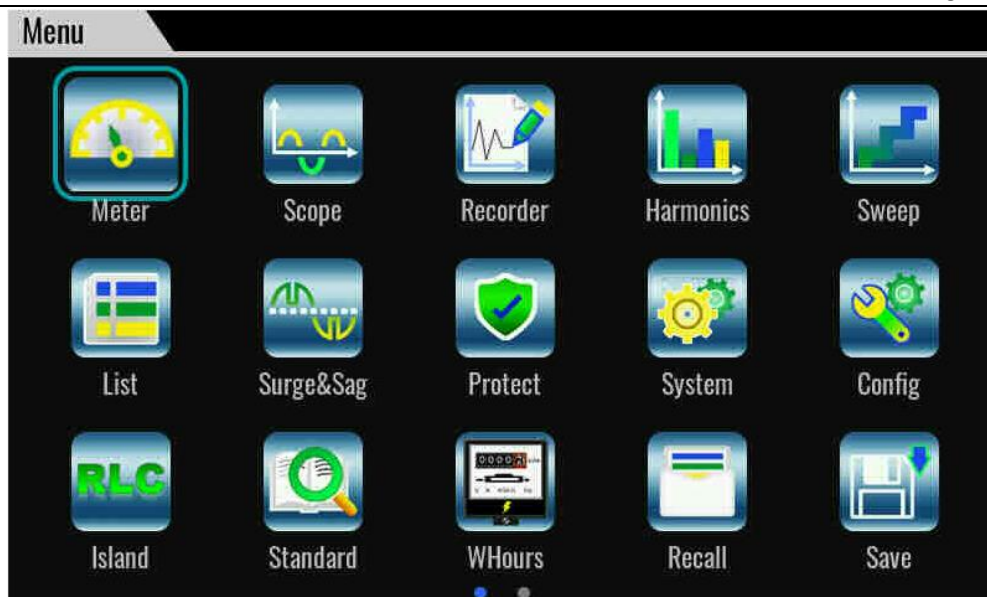 Menu
Meter Scope Recorder Harmonics Sweep
List Surge&Sag Protect System Config
RLC
Island Standard WHours Recall Save